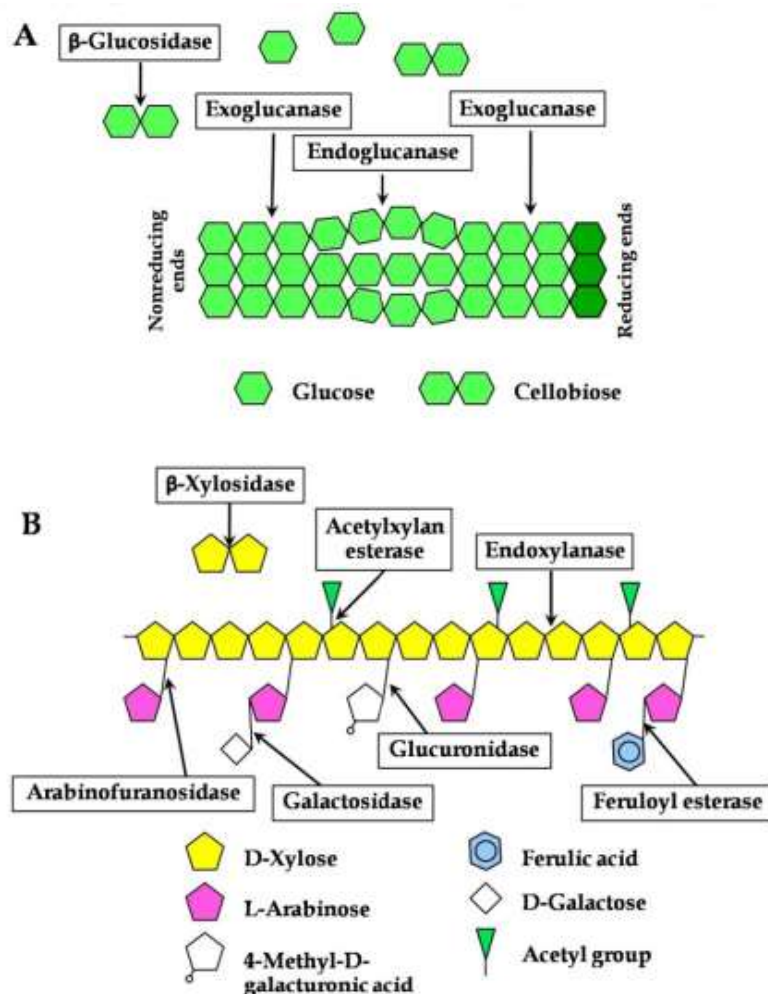 A
β-Glucosidase
Exoglucanase
Exoglucanase
Endoglucanase
Nonreducing
ends
Reducing ends
Glucose
Cellobiose
B
β-Xylosidase
Acetylxylan
esterase
Endoxylanase
Glucuronidase
Arabinofuranosidase
Galactosidase
Feruloyl esterase
D-Xylose
Ferulic acid
L-Arabinose
D-Galactose
4-Methyl-D-
galacturonic acid
Acetyl group